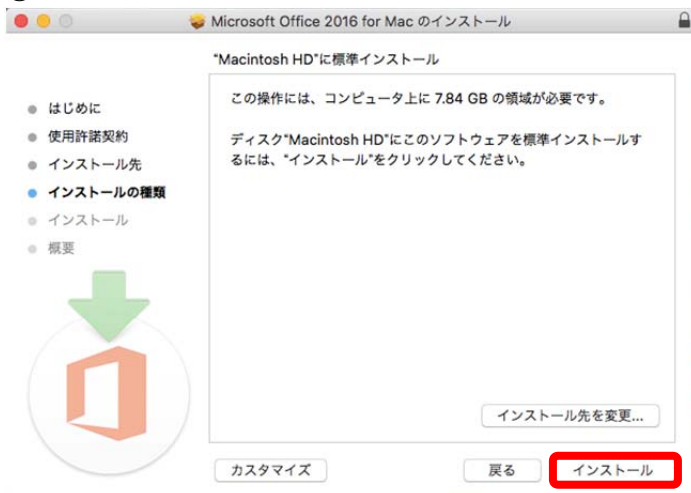 Microsoft Office 2016 for Mac のインストール
"Macintosh HD"に標準インストール
はじめに
使用許諾契約
インストール先
インストールの種類
インストール
概要
この操作には、コンピュータ上に 7.84 GB の領域が必要です。
ディスク"Macintosh HD"にこのソフトウェアを標準インストールす
るには、"インストール"をクリックしてください。
インストール先を変更...
カスタマイズ
戻る
インストール